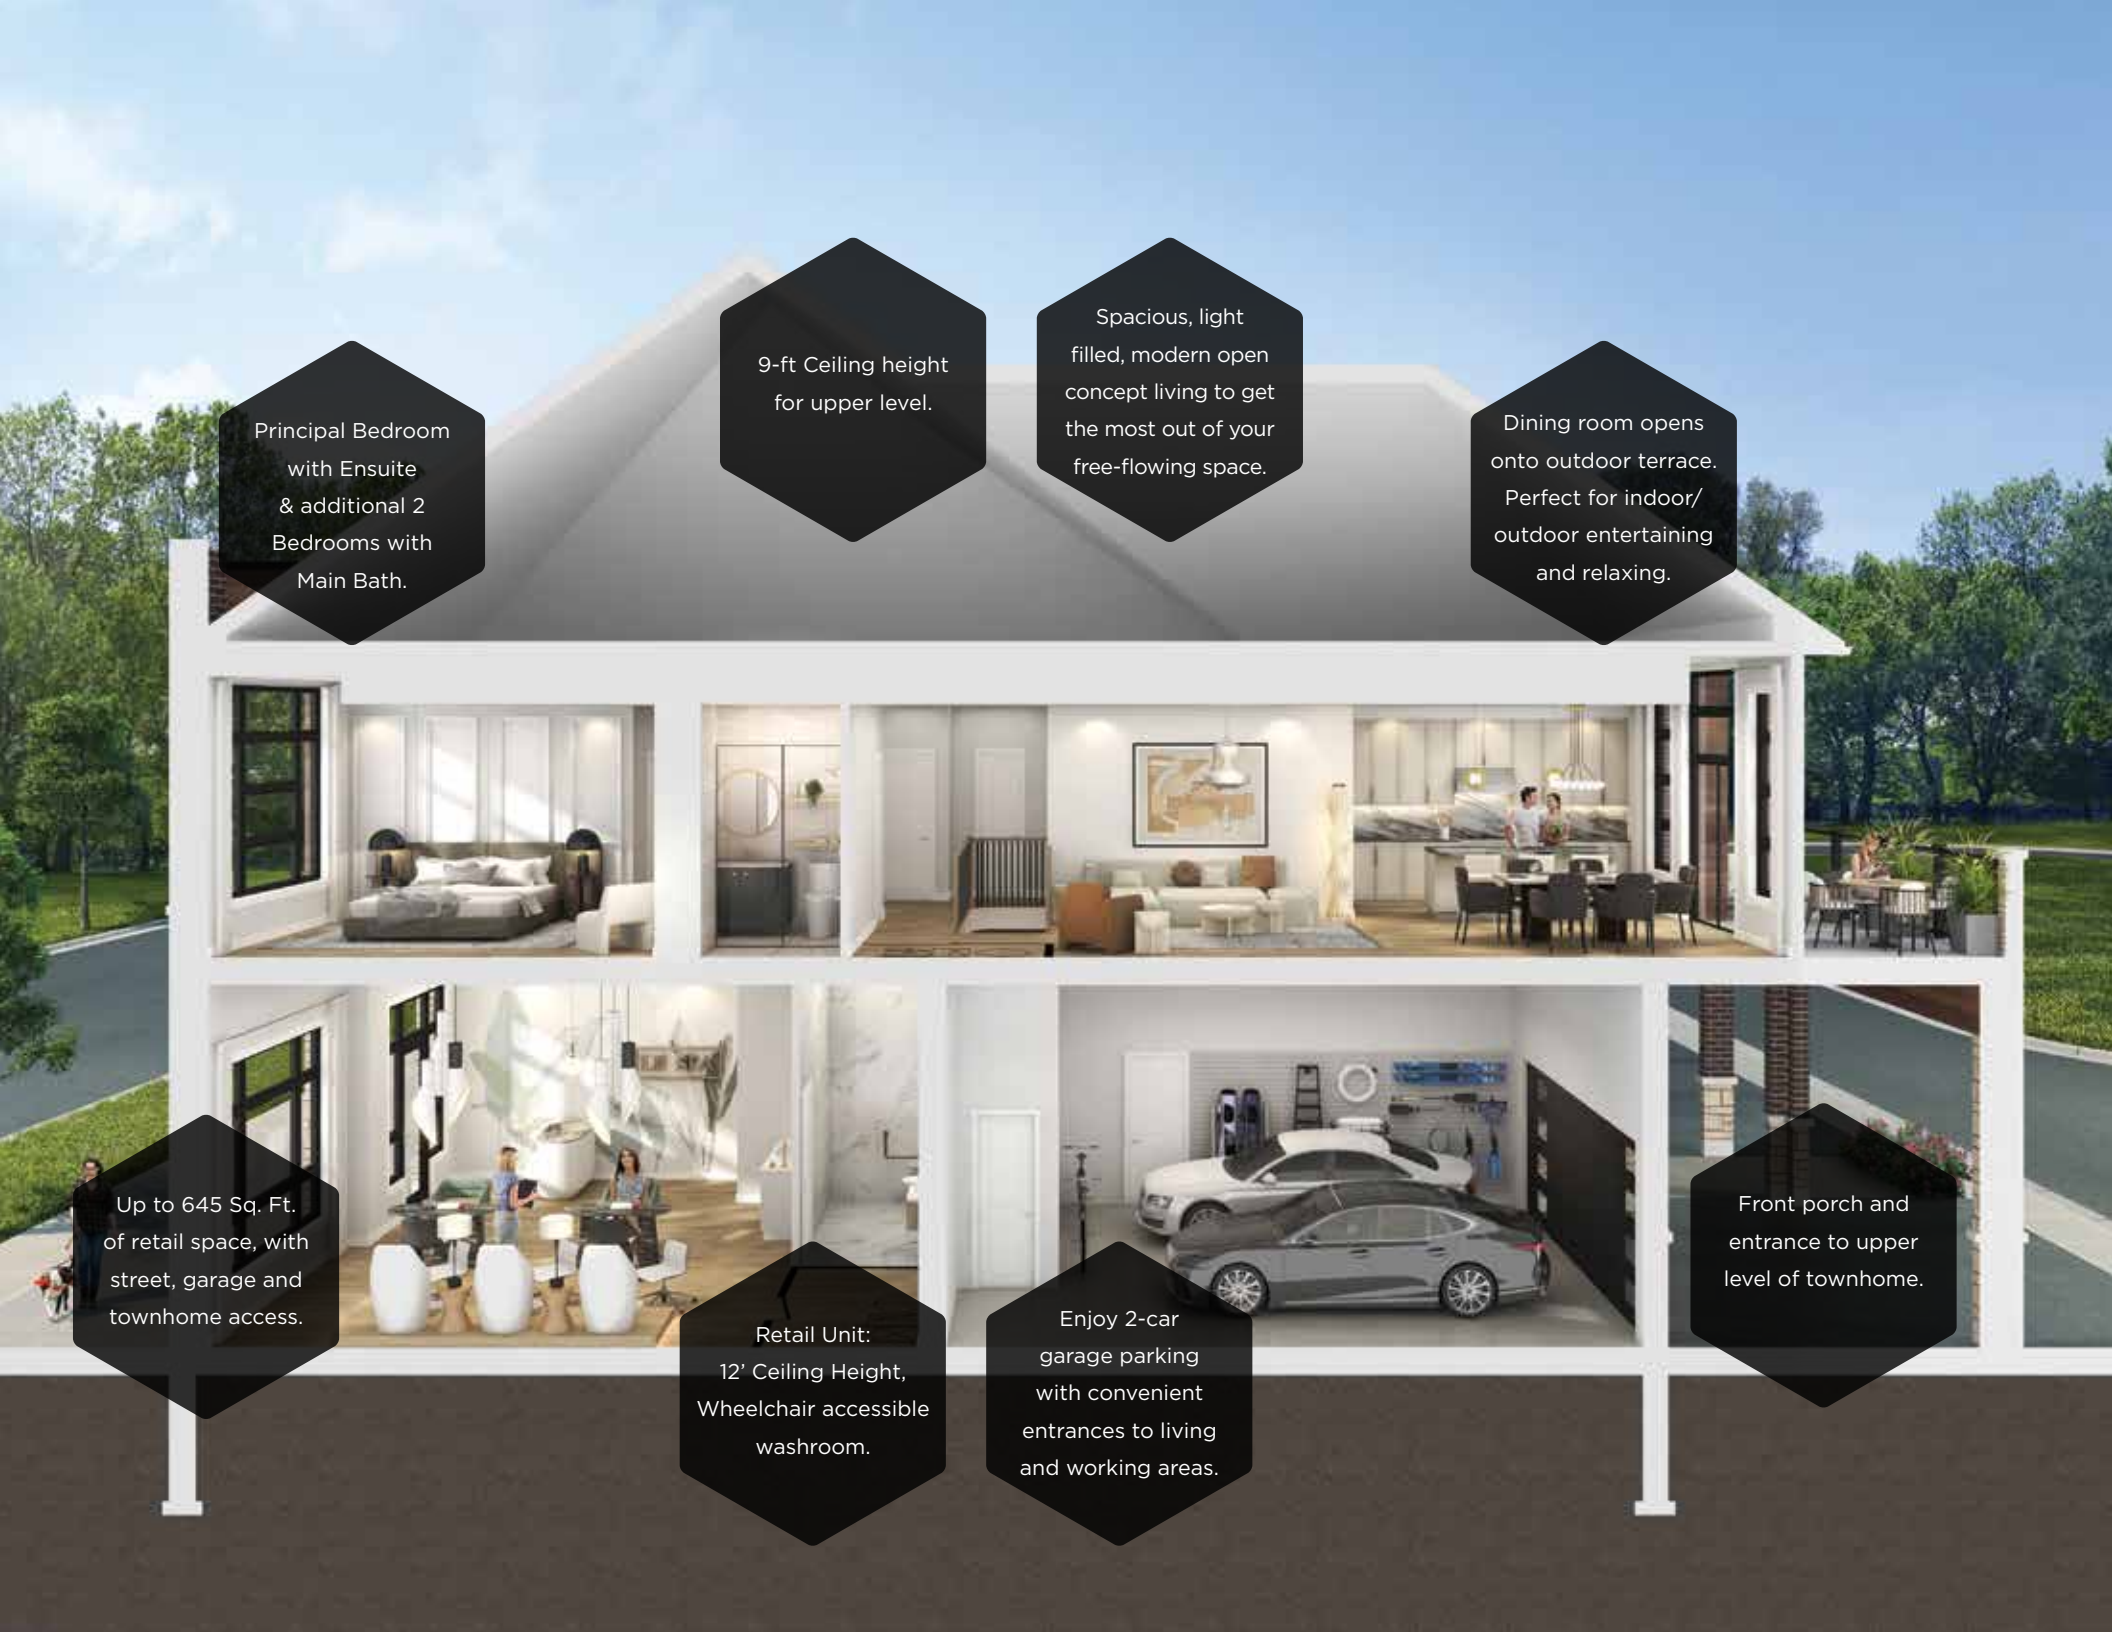 Principal Bedroom
with Ensuite
& additional 2
Bedrooms with
Main Bath.
9-ft Ceiling height
for upper level.
Spacious, light
filled, modern open
concept living to get
the most out of your
free-flowing space.
Dining room opens
onto outdoor terrace.
Perfect for indoor/
outdoor entertaining
and relaxing.
Up to 645 Sq. Ft.
of retail space, with
street, garage and
townhome access.
Retail Unit:
12’ Ceiling Height,
Wheelchair accessible
washroom.
Enjoy 2-car
garage parking
with convenient
entrances to living
and working areas.
Front porch and
entrance to upper
level of townhome.